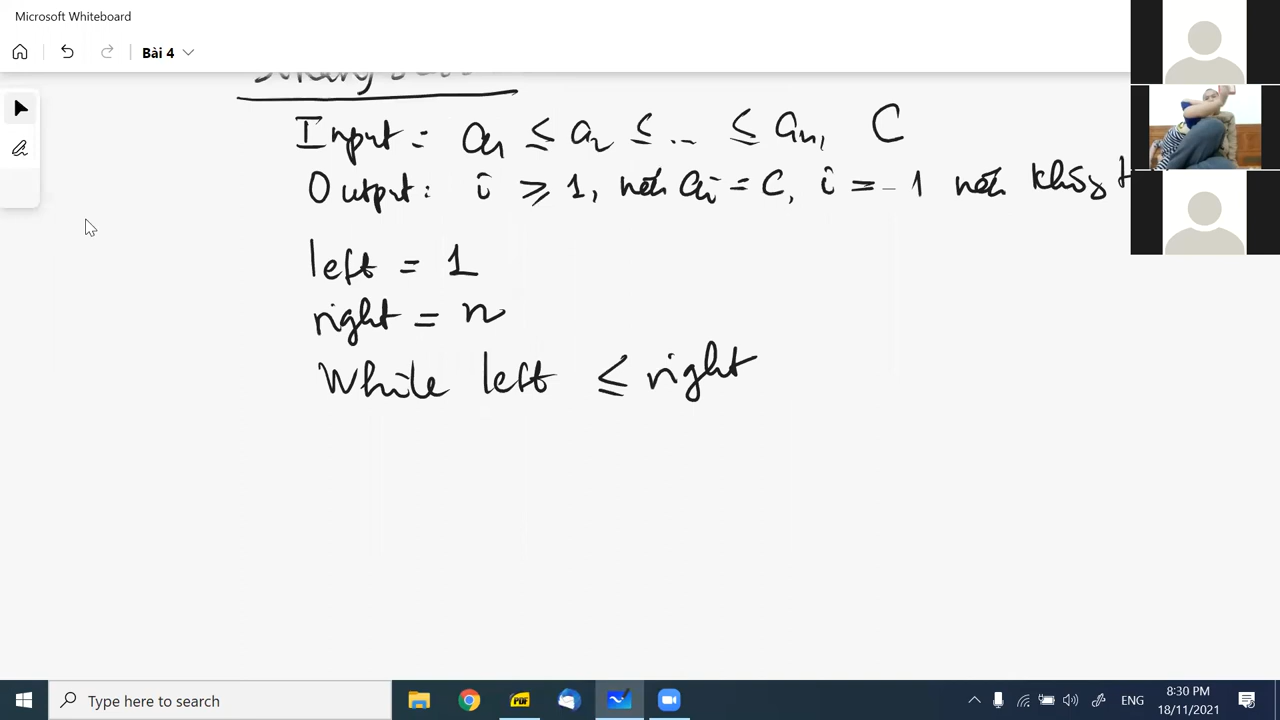 Microsoft Whiteboard
Bài 4
Input: a1 ≤ a2 ≤ ... ≤ an, C
Output: i ≥ 1, nếu ai = C, i = -1 nếu không
left = 1
right = n
While left ≤ right
Type here to search
PDF
ENG
8:30 PM
18/11/2021